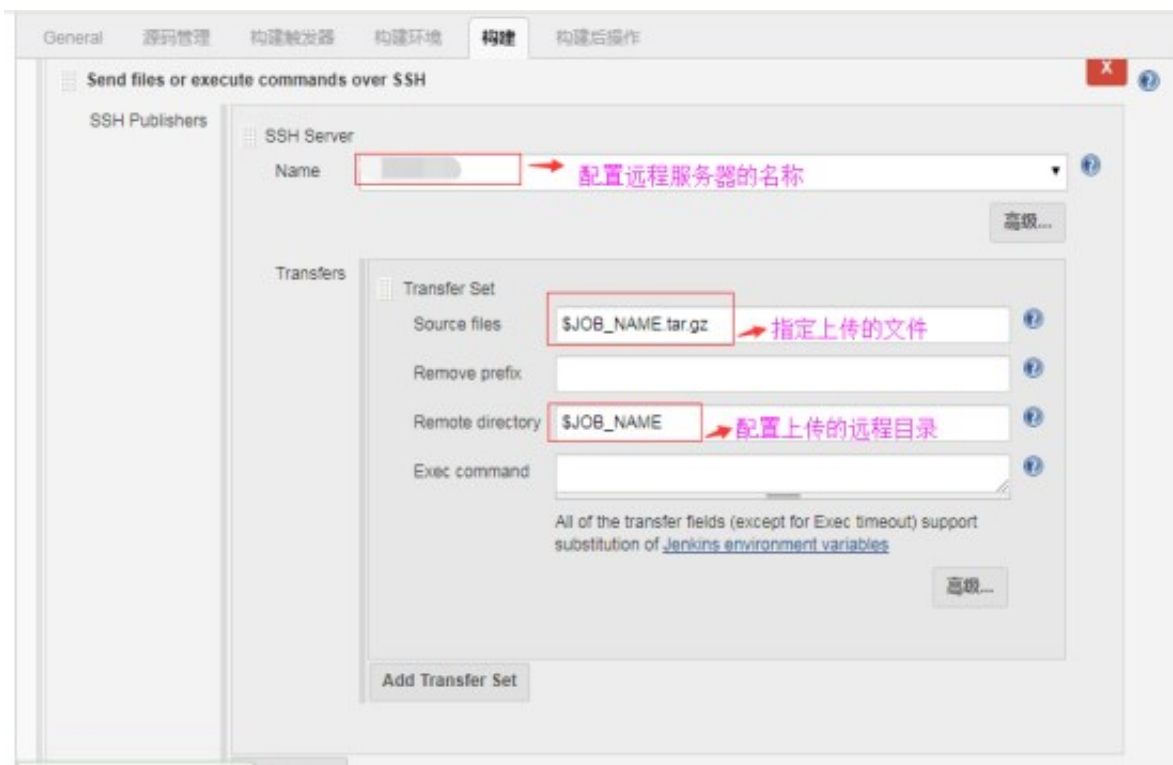 General 源码管理 构建触发器 构建环境 构建 构建后操作
Send files or execute commands over SSH X
SSH Publishers
SSH Server
Name 配置远程服务器的名称
高级...
Transfers
Transfer Set
Source files $JOB_NAME.tar.gz 指定上传的文件
Remove prefix
Remote directory $JOB_NAME 配置上传的远程目录
Exec command
All of the transfer fields (except for Exec timeout) support
substitution of Jenkins environment variables
高级...
Add Transfer Set